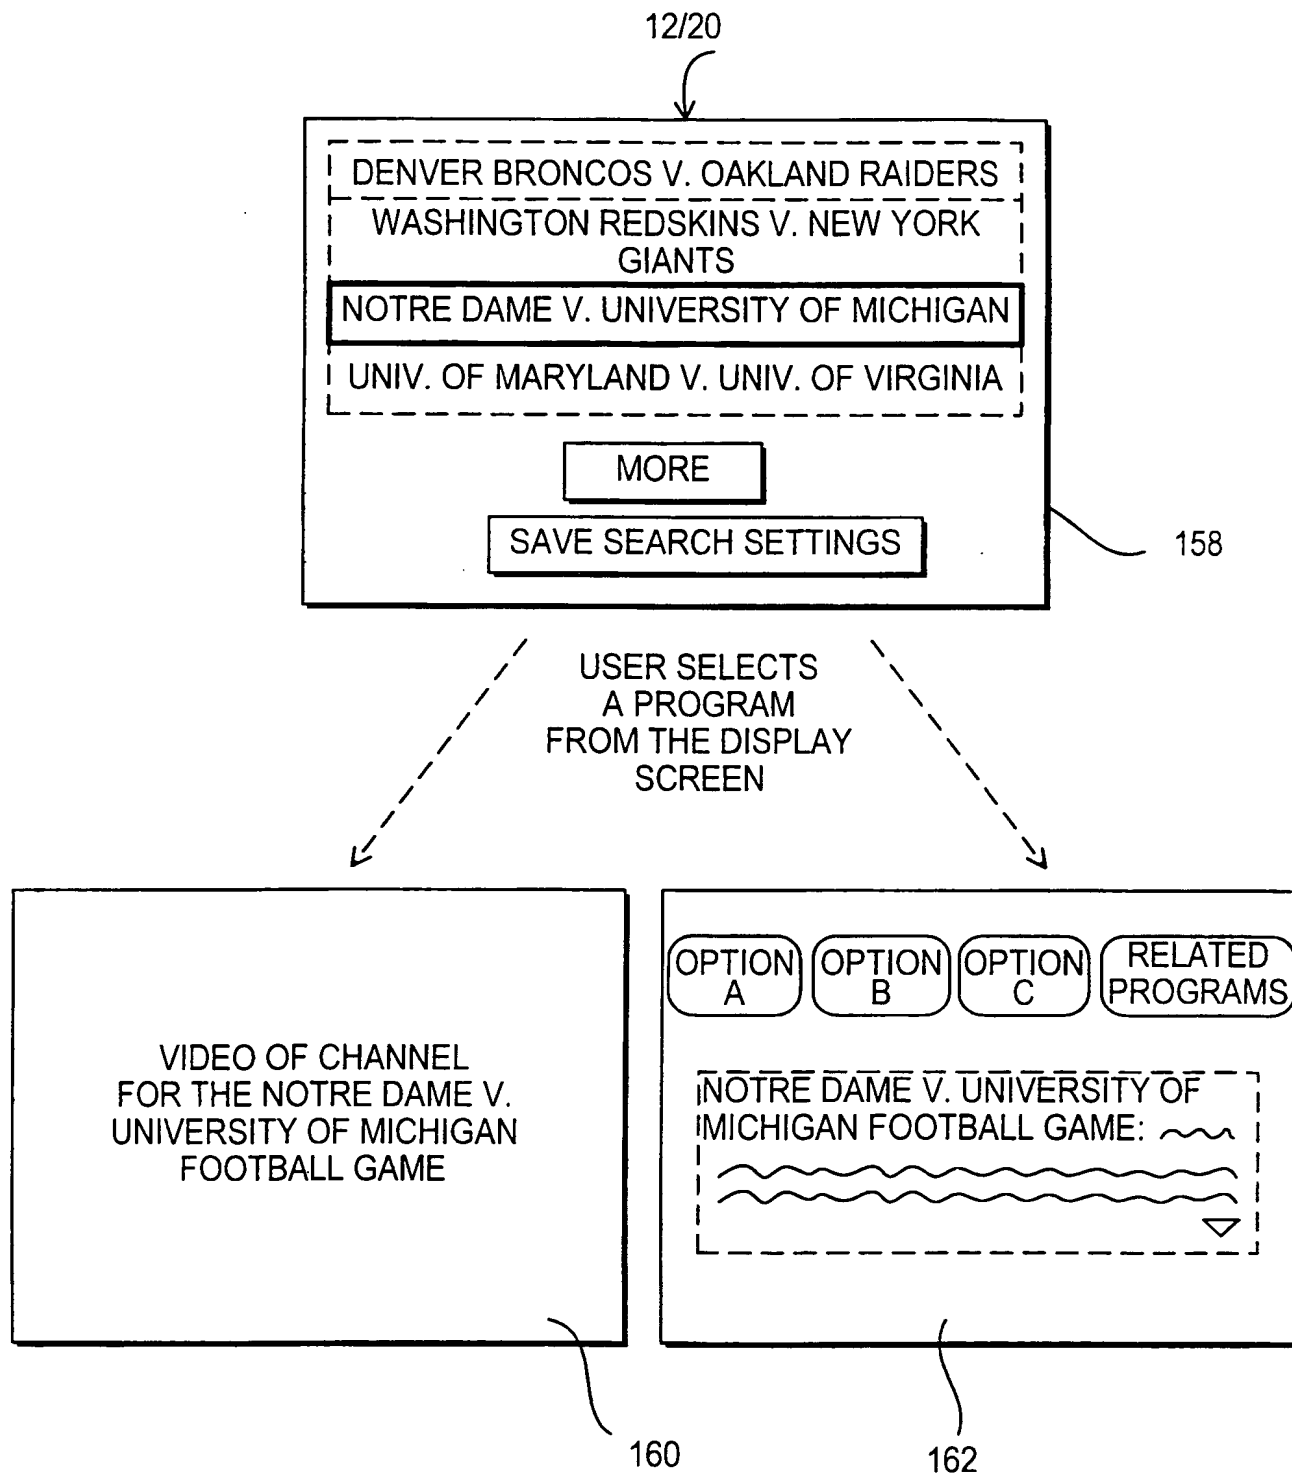 12/20
DENVER BRONCOS V. OAKLAND RAIDERS
WASHINGTON REDSKINS V. NEW YORK
GIANTS
NOTRE DAME V. UNIVERSITY OF MICHIGAN
UNIV. OF MARYLAND V. UNIV. OF VIRGINIA
MORE
SAVE SEARCH SETTINGS
158
USER SELECTS
A PROGRAM
FROM THE DISPLAY
SCREEN
VIDEO OF CHANNEL
FOR THE NOTRE DAME V.
UNIVERSITY OF MICHIGAN
FOOTBALL GAME
160
OPTION
A
OPTION
B
OPTION
C
RELATED
PROGRAMS
NOTRE DAME V. UNIVERSITY OF
MICHIGAN FOOTBALL GAME:
162